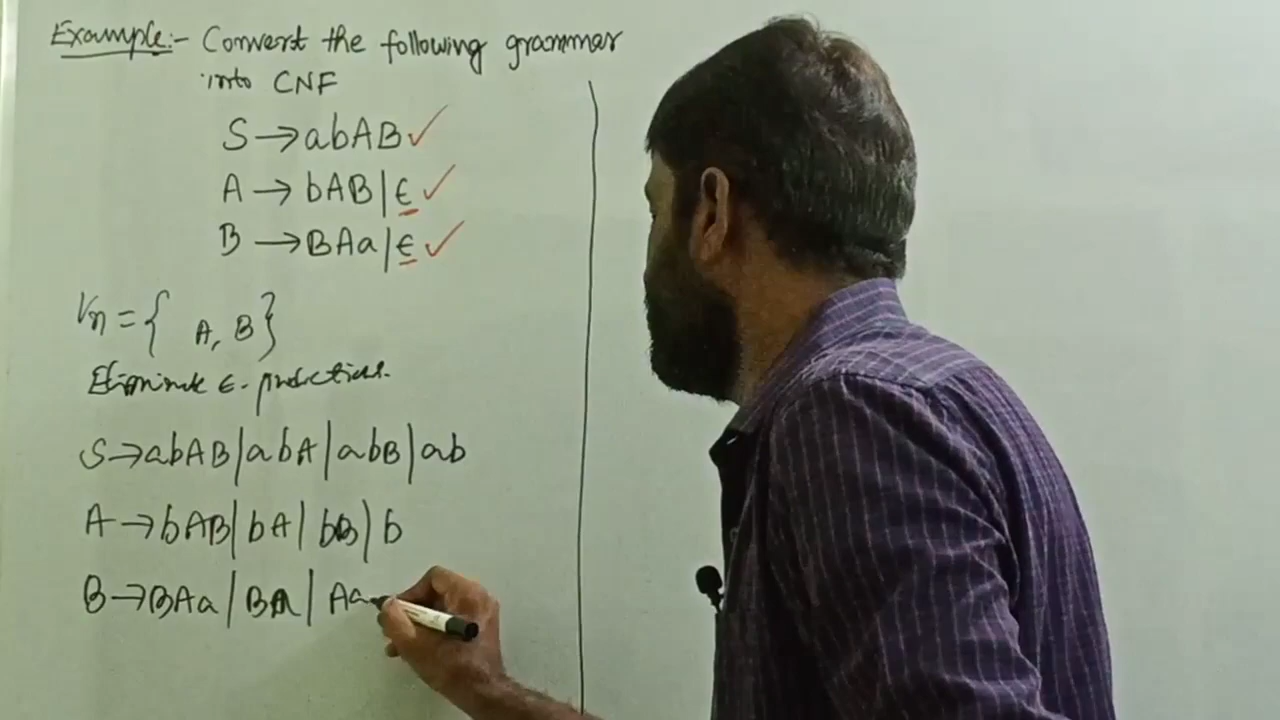 Example:- Convert the following grammar
into CNF
S → abAB ✓
A → bAB | ϵ ✓
B → BAa | ϵ ✓
Vn = { A, B }
Eliminate ϵ-productions.
S → abAB | abA | abB | ab
A → bAB | bA | bB | b
B → BAa | Ba | Aa